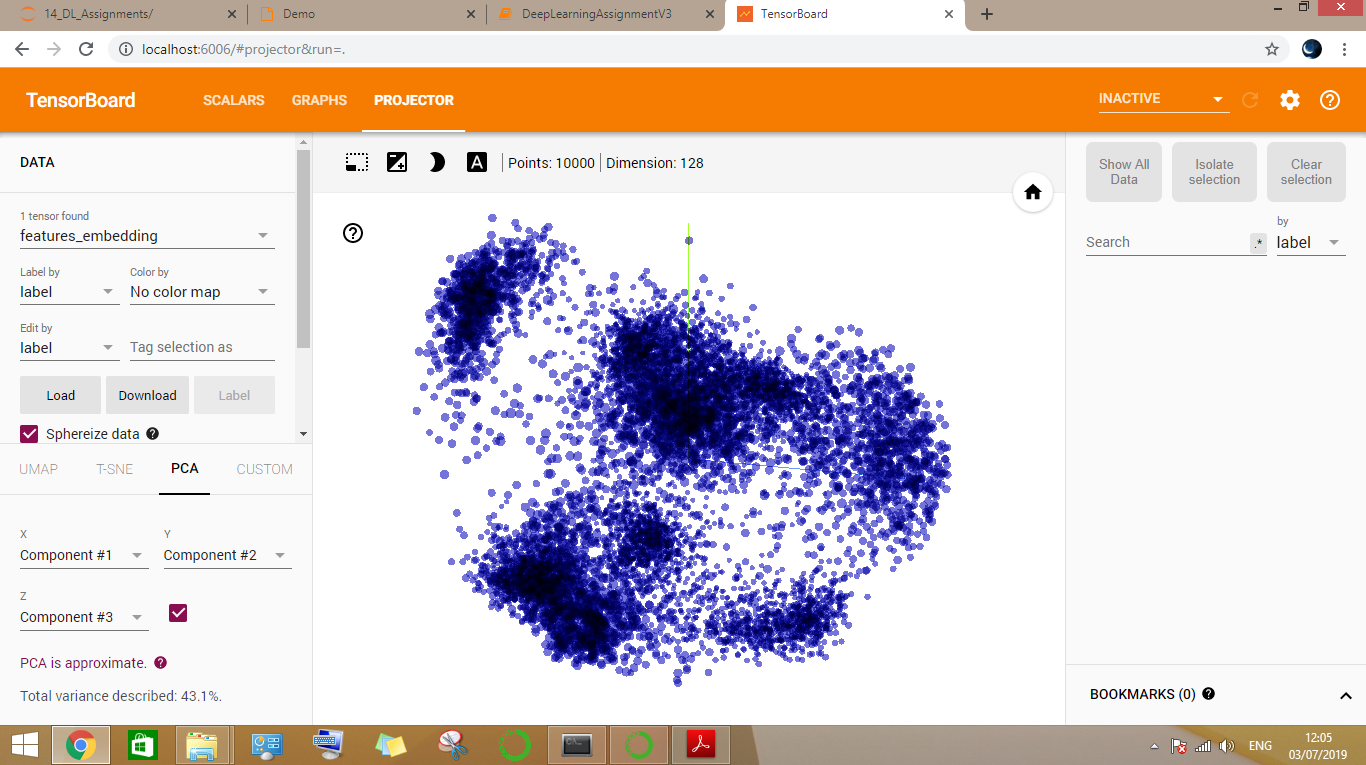 14_DL_Assignments/
Demo
DeepLearningAssignmentV3
TensorBoard
localhost:6006/#projector&run=.
TensorBoard
SCALARS
GRAPHS
PROJECTOR
INACTIVE
DATA
1 tensor found
features_embedding
Label by
label
Color by
No color map
Edit by
label
Tag selection as
Load
Download
Label
Sphereize data
UMAP
T-SNE
PCA
CUSTOM
X
Component #1
Y
Component #2
Z
Component #3
PCA is approximate.
Total variance described: 43.1%.
A
Points: 10000
Dimension: 128
Show All
Data
Isolate
selection
Clear
selection
Search
.*
by
label
BOOKMARKS (0)
ENG
12:05
03/07/2019